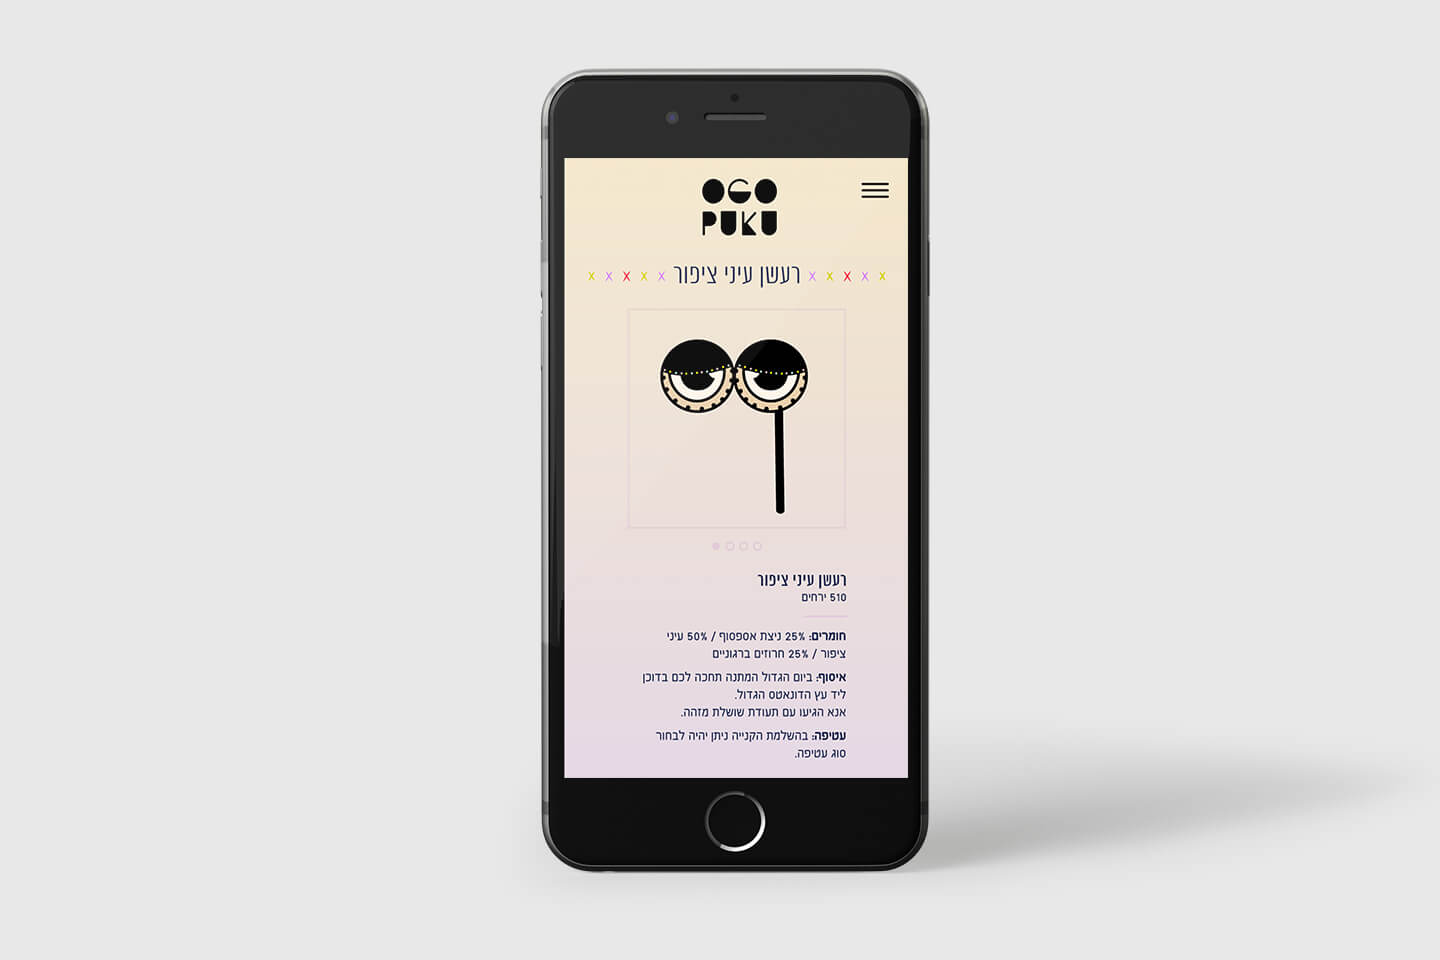 OGO
PUKU
x x x x x רעשן עיני ציפור x x x x x
רעשן עיני ציפור
510 ירחים
חומרים: 25% ניצת אספסוף / 50% עיני
ציפור / 25% חרוזים ברגוניים
איסוף: ביום הגדול המתנה תחכה לכם בדוכן
ליד עץ הדונאטס הגדול.
אנא הגיעו עם תעודת שושלת מזהה.
עטיפה: בהשלמת הקנייה ניתן יהיה לבחור
סוג עטיפה.